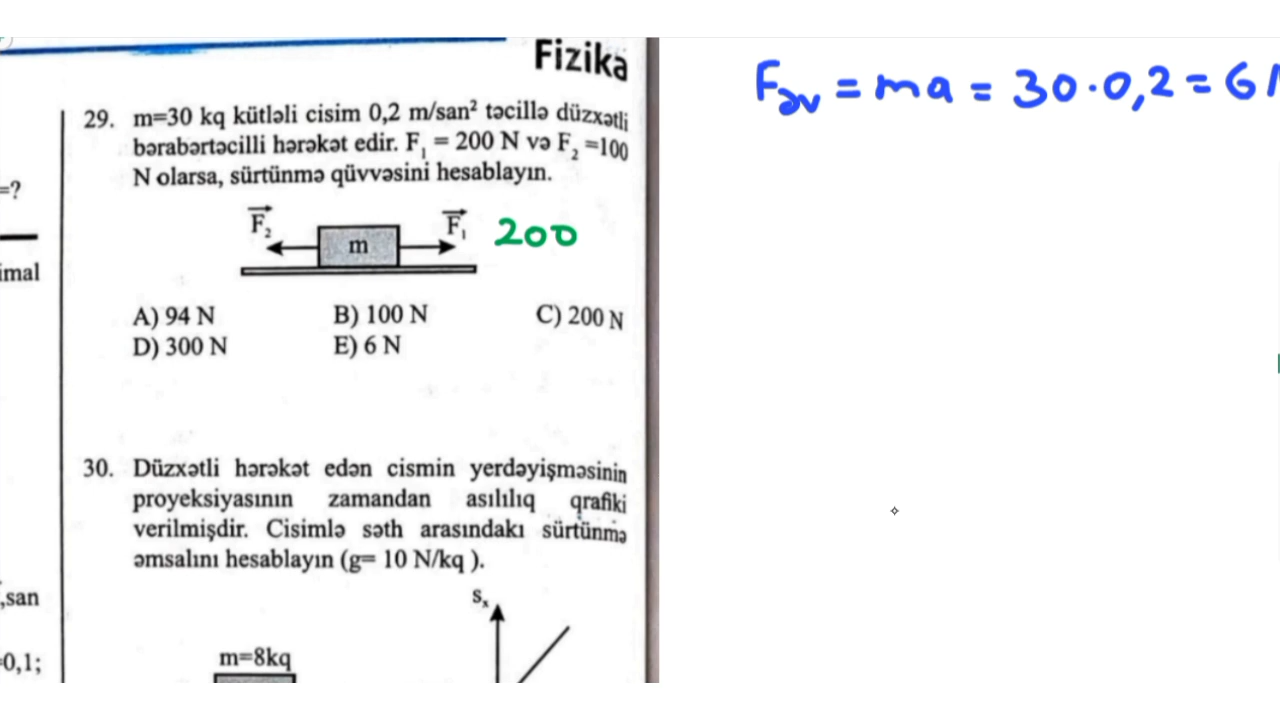 Fizika
29. m=30 kq kütləli cisim 0,2 m/san² təcillə düzxətli
bərabərtəcilli hərəkət edir. F₁ = 200 N və F₂ =100
N olarsa, sürtünmə qüvvəsini hesablayın.
F₂ m F₁ 200
A) 94 N B) 100 N C) 200 N
D) 300 N E) 6 N
30. Düzxətli hərəkət edən cismin yerdəyişməsinin
proyeksiyasının zamandan asılılıq qrafiki
verilmişdir. Cisimlə səth arasındakı sürtünmə
əmsalını hesablayın (g= 10 N/kq ).
Sₓ
m=8kq
=?
imal
,san
0,1;
Fəv = ma = 30·0,2 = 6